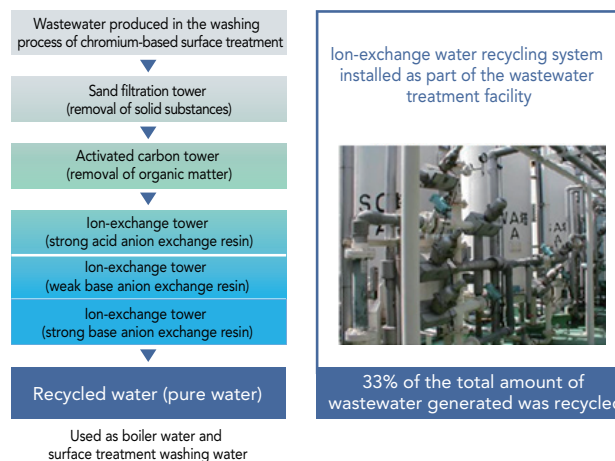 Wastewater produced in the washing
process of chromium-based surface treatment
Sand filtration tower
(removal of solid substances)
Activated carbon tower
(removal of organic matter)
Ion-exchange tower
(strong acid anion exchange resin)
Ion-exchange tower
(weak base anion exchange resin)
Ion-exchange tower
(strong base anion exchange resin)
Recycled water (pure water)
Used as boiler water and
surface treatment washing water
Ion-exchange water recycling system
installed as part of the wastewater
treatment facility
A
A
A
33% of the total amount of
wastewater generated was recycled